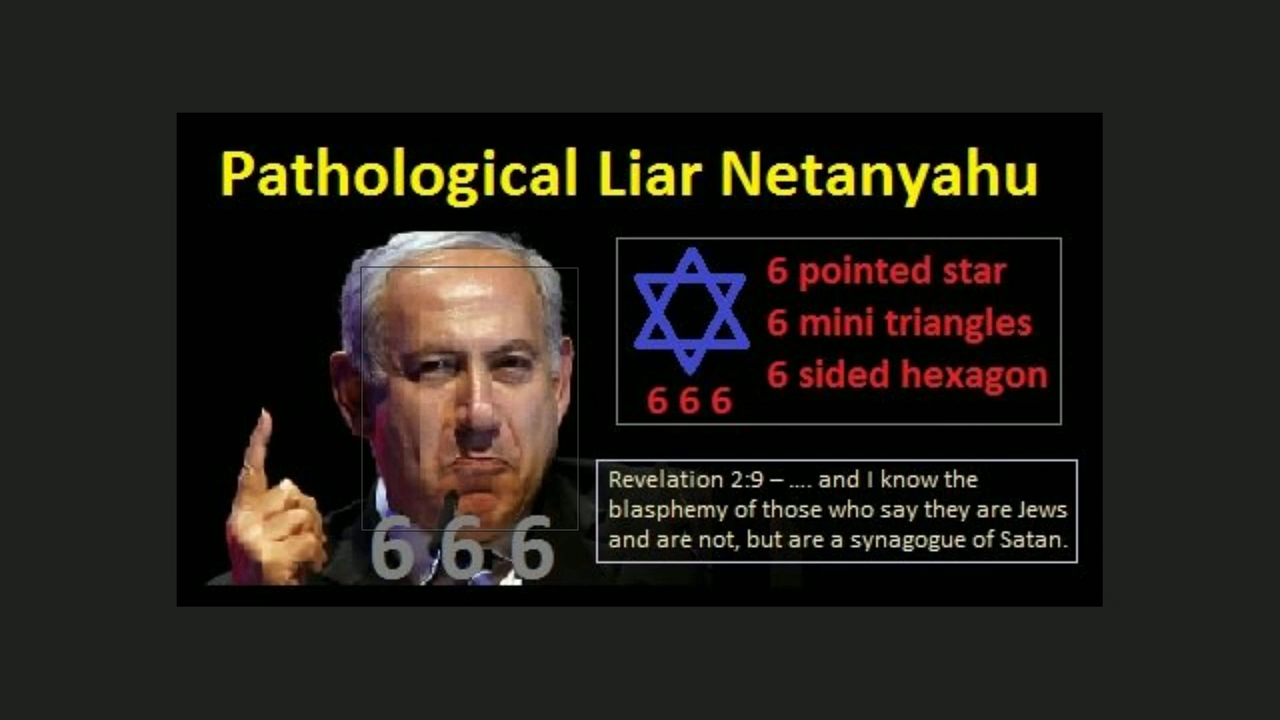 Pathological Liar Netanyahu
6 pointed star
6 mini triangles
6 sided hexagon
6 6 6
Revelation 2:9 – .... and I know the
blasphemy of those who say they are Jews
and are not, but are a synagogue of Satan.
6 6 6